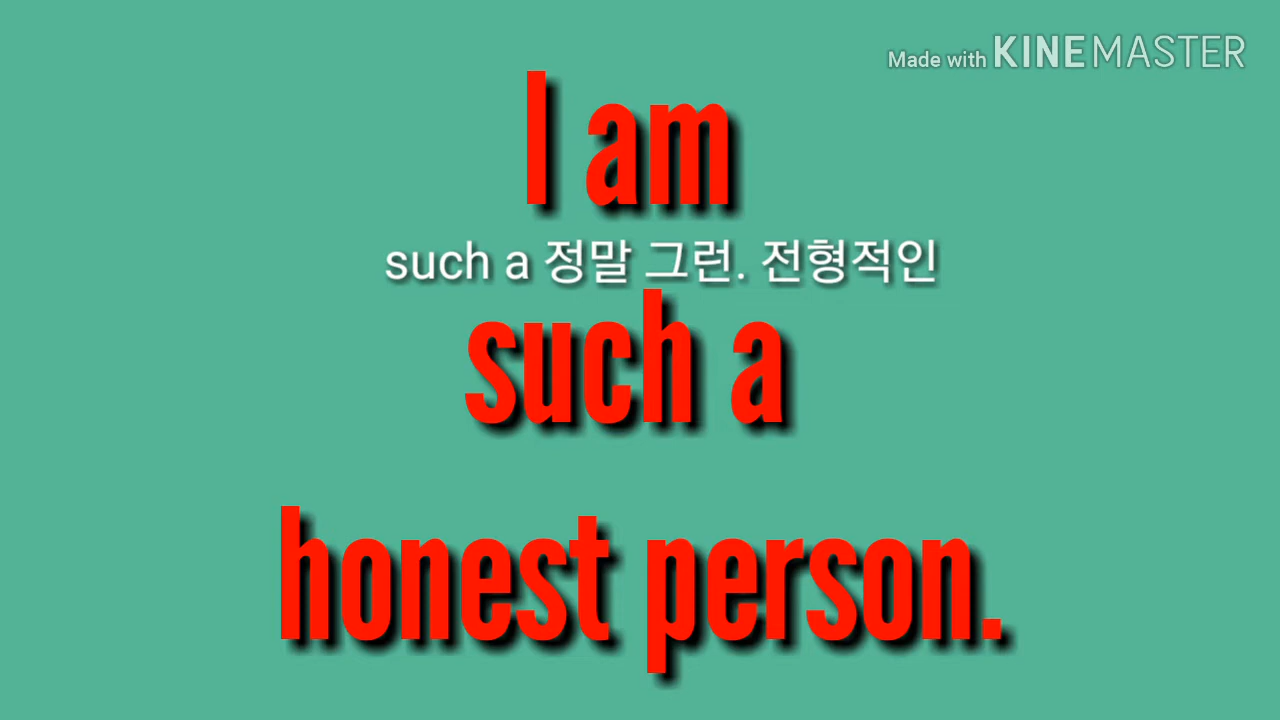 Made with KINEMASTER
I am
such a 정말 그런. 전형적인
such a
honest person.